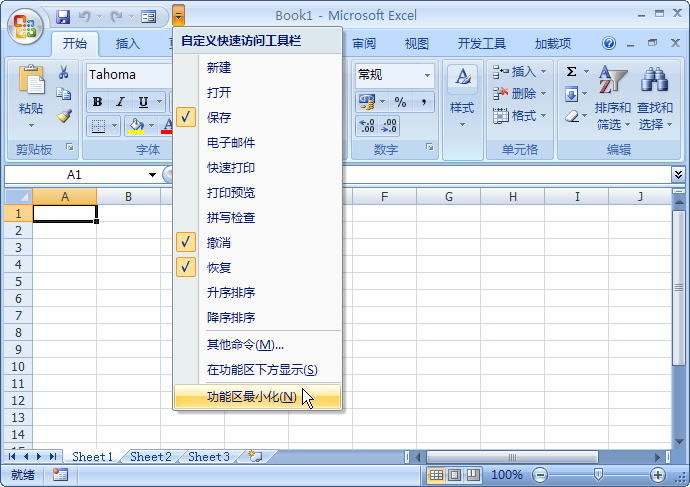 Book1 - Microsoft Excel
开始
插入
审阅
视图
开发工具
加载项
自定义快速访问工具栏
新建
打开
保存
电子邮件
快速打印
打印预览
拼写检查
撤消
恢复
升序排序
降序排序
其他命令(M)...
在功能区下方显示(S)
功能区最小化(N)
粘贴
剪贴板
Tahoma
B I U
A
字体
常规
% ,
.0 .00
.00 .0
数字
A
样式
插入
删除
格式
单元格
Σ
A Z
排序和筛选
查找和选择
编辑
A1
A B F G H I J
1
2
3
4
5
6
7
8
9
10
11
12
13
14
15
Sheet1 Sheet2 Sheet3
就绪
100%